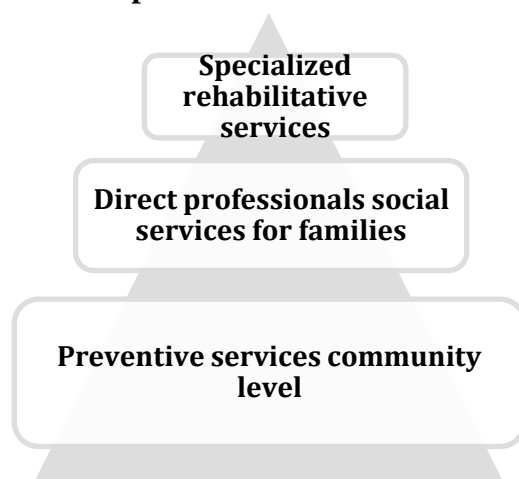 Specialized
rehabilitative
services
Direct professionals social
services for families
Preventive services community
level